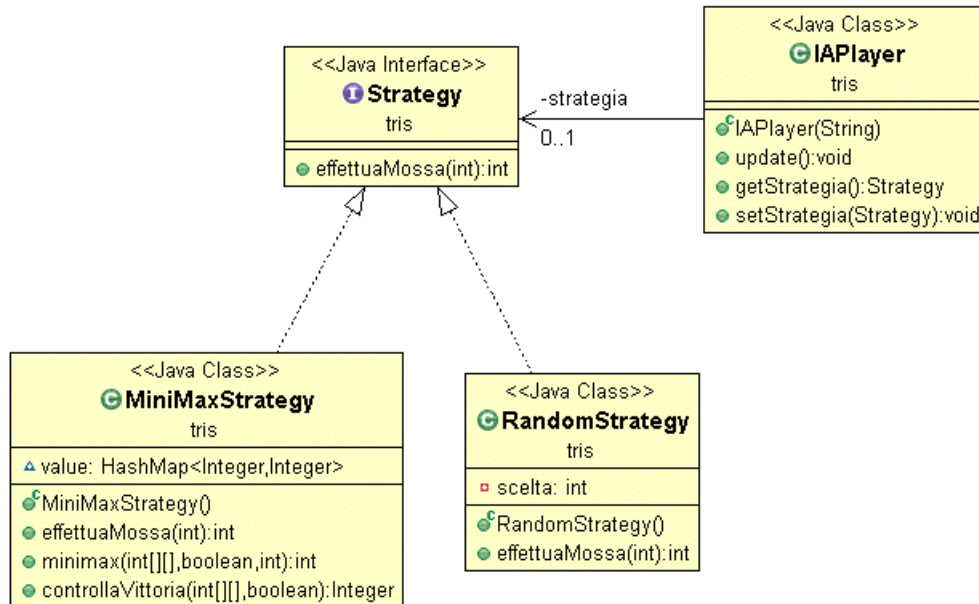 <<Java Interface>>
Strategy
tris
effettuaMossa(int):int
-strategia
0..1
<<Java Class>>
IAPlayer
tris
IAPlayer(String)
update():void
getStrategia():Strategy
setStrategia(Strategy):void
<<Java Class>>
MiniMaxStrategy
tris
value: HashMap<Integer,Integer>
MiniMaxStrategy()
effettuaMossa(int):int
minimax(int[][],boolean,int):int
controllaVittoria(int[][],boolean):Integer
<<Java Class>>
RandomStrategy
tris
scelta: int
RandomStrategy()
effettuaMossa(int):int